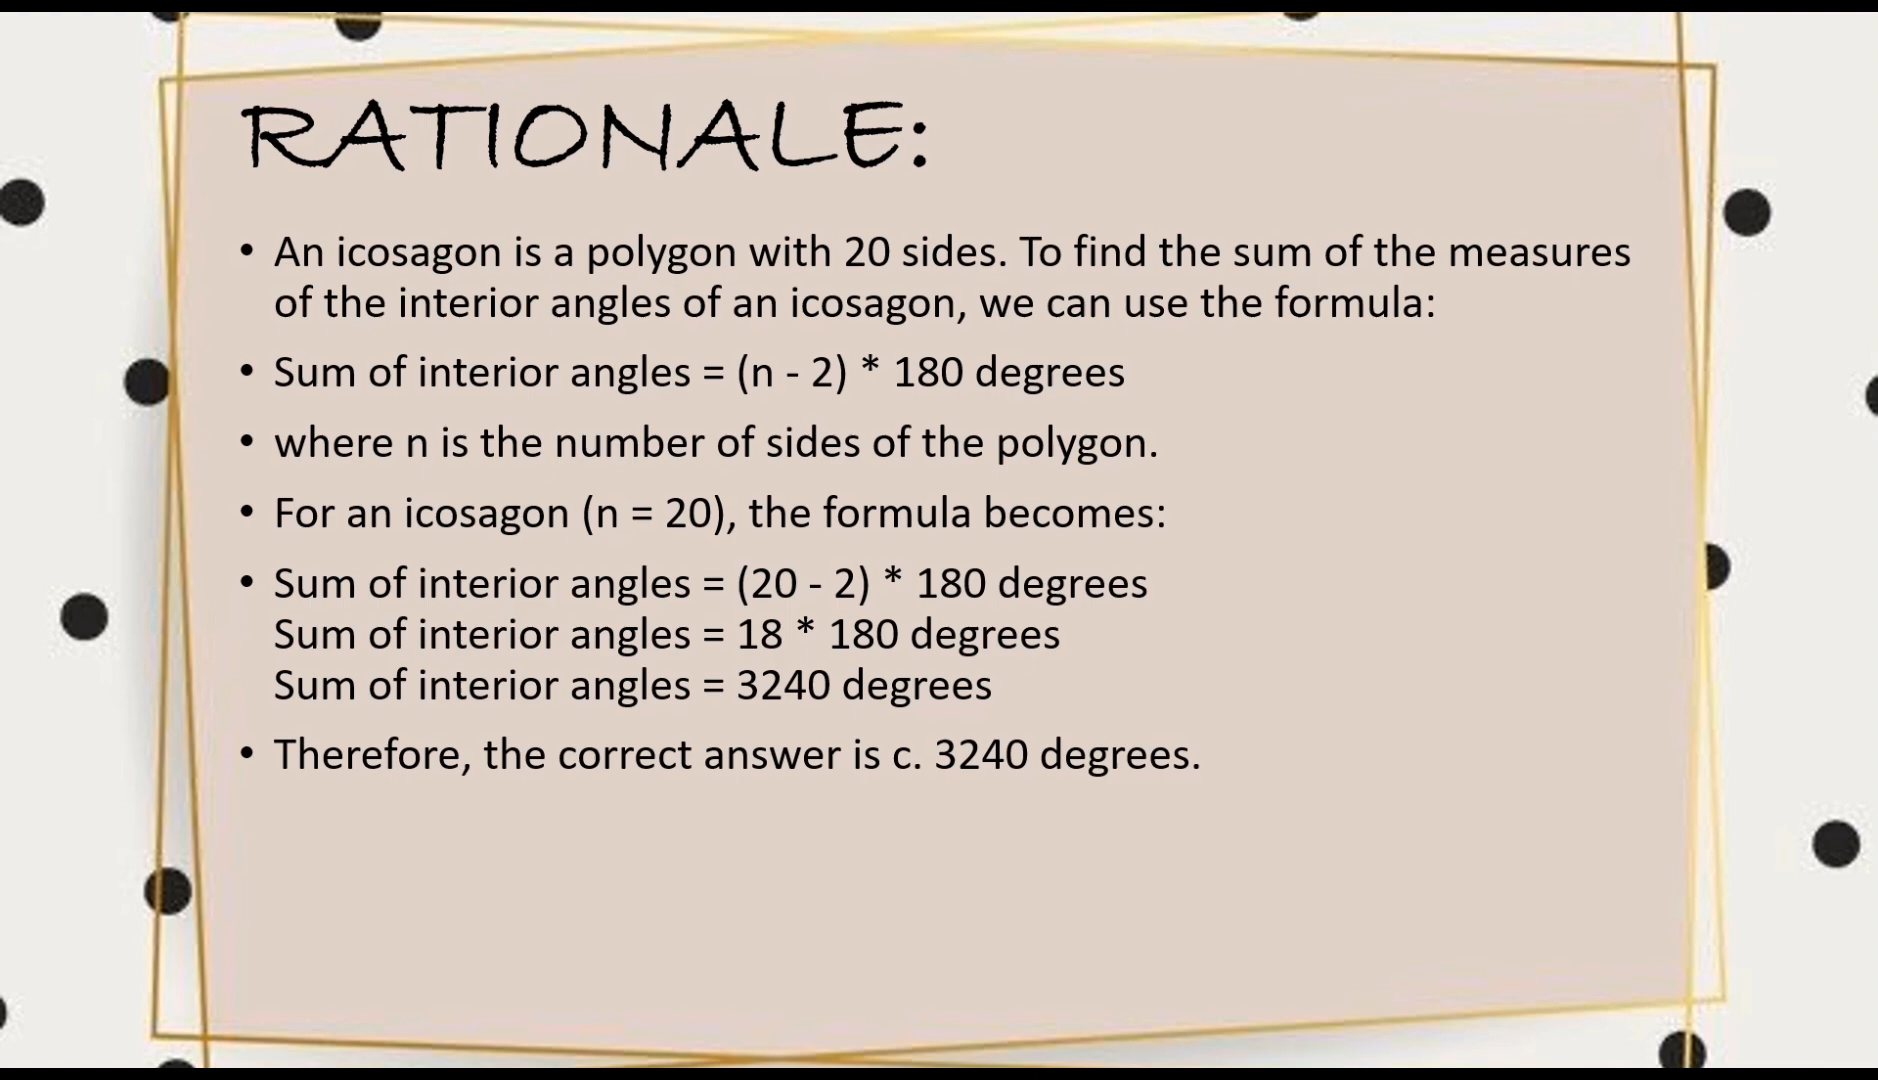 RATIONALE:
• An icosagon is a polygon with 20 sides. To find the sum of the measures
of the interior angles of an icosagon, we can use the formula:
• Sum of interior angles = (n - 2) * 180 degrees
• where n is the number of sides of the polygon.
• For an icosagon (n = 20), the formula becomes:
• Sum of interior angles = (20 - 2) * 180 degrees
Sum of interior angles = 18 * 180 degrees
Sum of interior angles = 3240 degrees
• Therefore, the correct answer is c. 3240 degrees.